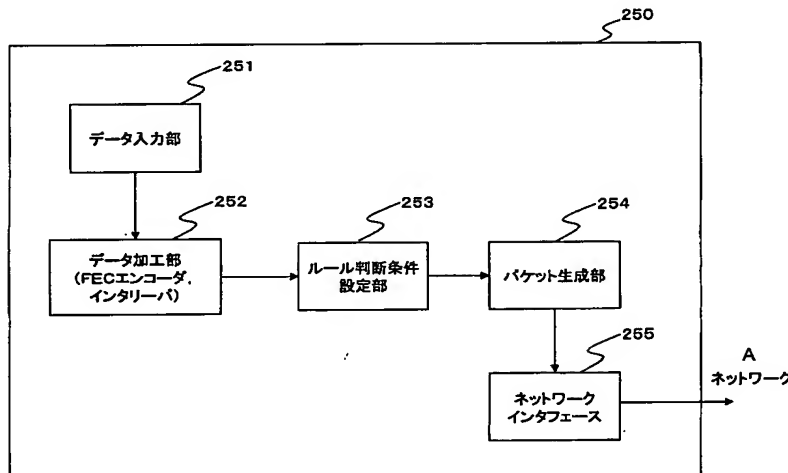 250
251
データ入力部
252
データ加工部
(FECエンコーダ,
インタリーバ)
253
ルール判断条件
設定部
254
パケット生成部
255
ネットワーク
インタフェース
A
ネットワーク